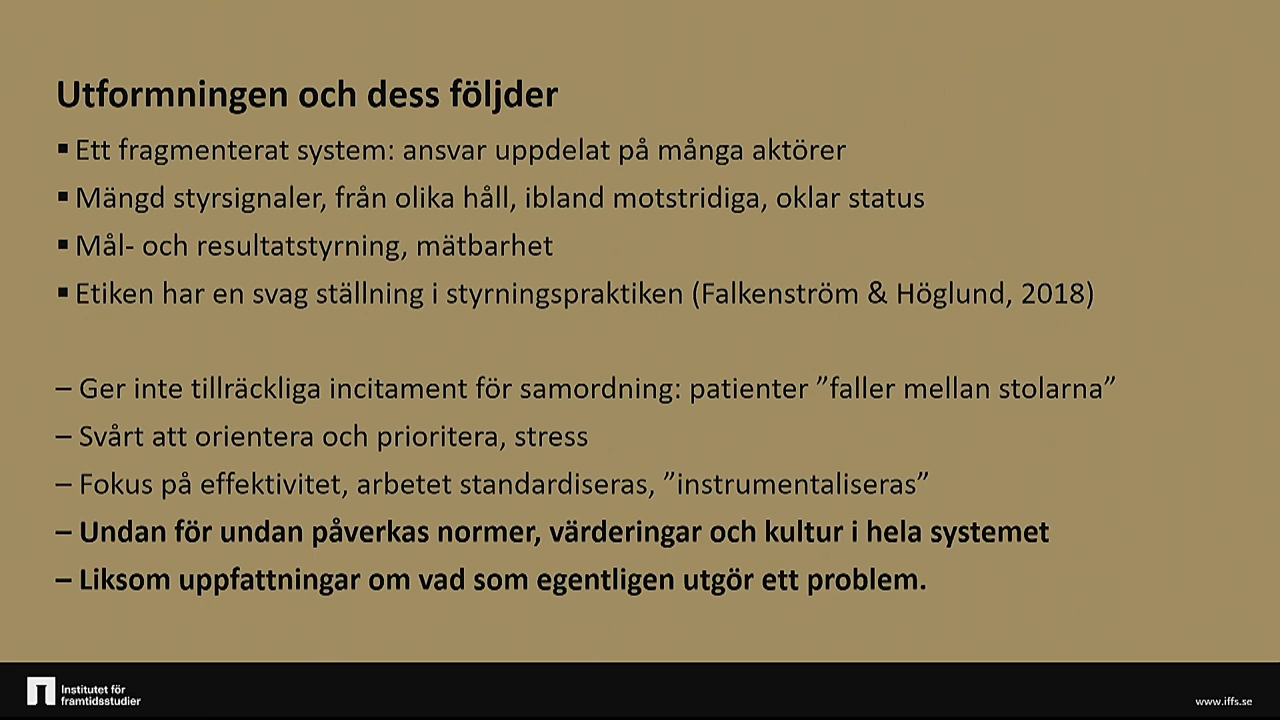 Utformningen och dess följder
▪ Ett fragmenterat system: ansvar uppdelat på många aktörer
▪ Mängd styrsignaler, från olika håll, ibland motstridiga, oklar status
▪ Mål- och resultatstyrning, mätbarhet
▪ Etiken har en svag ställning i styrningspraktiken (Falkenström & Höglund, 2018)
– Ger inte tillräckliga incitament för samordning: patienter ”faller mellan stolarna”
– Svårt att orientera och prioritera, stress
– Fokus på effektivitet, arbetet standardiseras, ”instrumentaliseras”
– Undan för undan påverkas normer, värderingar och kultur i hela systemet
– Liksom uppfattningar om vad som egentligen utgör ett problem.
Institutet för
framtidsstudier
www.iffs.se